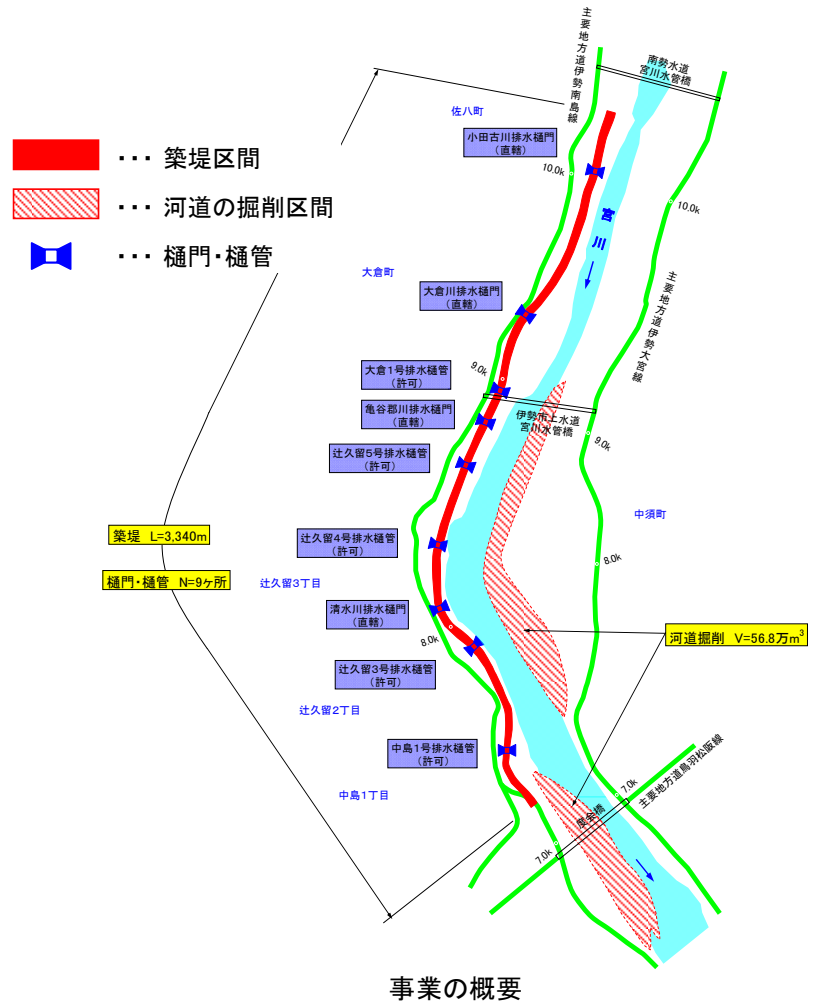 南勢水道
宮川水管橋
主要地方道伊勢南島線
佐八町
小田古川排水樋門
(直轄)
… 築堤区間
10.0k
… 河道の掘削区間
10.0k
宮川
… 樋門・樋管
大倉町
主要地方道伊勢大宮線
大倉川排水樋門
(直轄)
9.0k
大倉1号排水樋管
(許可)
亀谷郡川排水樋門
(直轄)
伊勢市上水道
宮川水管橋
9.0k
辻久留5号排水樋管
(許可)
中須町
築堤 L=3,340m
辻久留4号排水樋管
(許可)
8.0k
樋門・樋管 N=9ヶ所
辻久留3丁目
清水川排水樋門
(直轄)
8.0k
河道掘削 V=56.8万m³
辻久留3号排水樋管
(許可)
辻久留2丁目
中島1号排水樋管
(許可)
主要地方道鳥羽松阪線
中島1丁目
7.0k
度会橋
7.0k
事業の概要